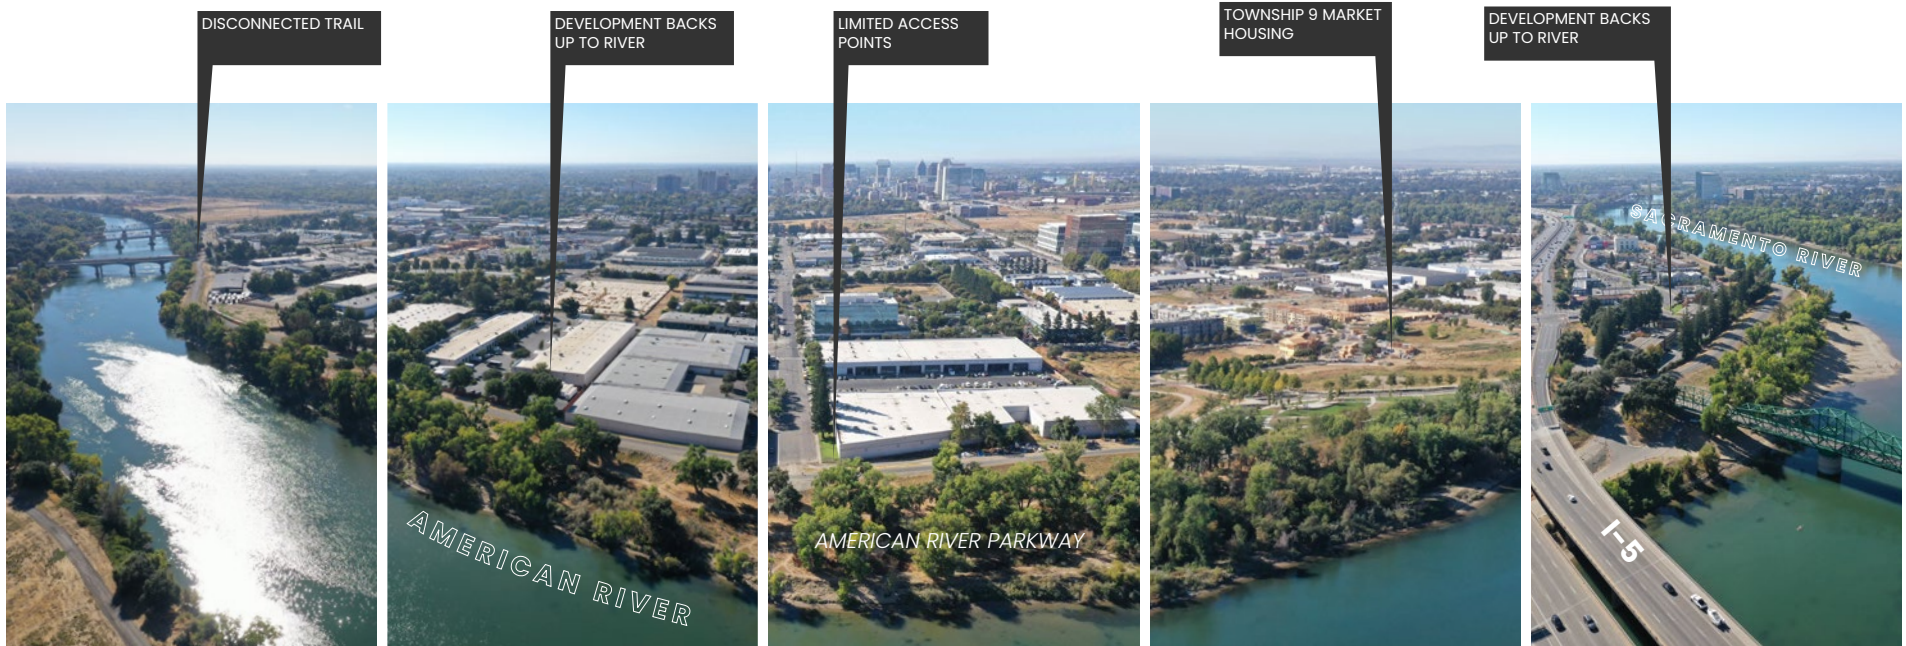 DISCONNECTED TRAIL
DEVELOPMENT BACKS
UP TO RIVER
LIMITED ACCESS
POINTS
TOWNSHIP 9 MARKET
HOUSING
DEVELOPMENT BACKS
UP TO RIVER
SACRAMENTO RIVER
AMERICAN RIVER
AMERICAN RIVER PARKWAY
I-5